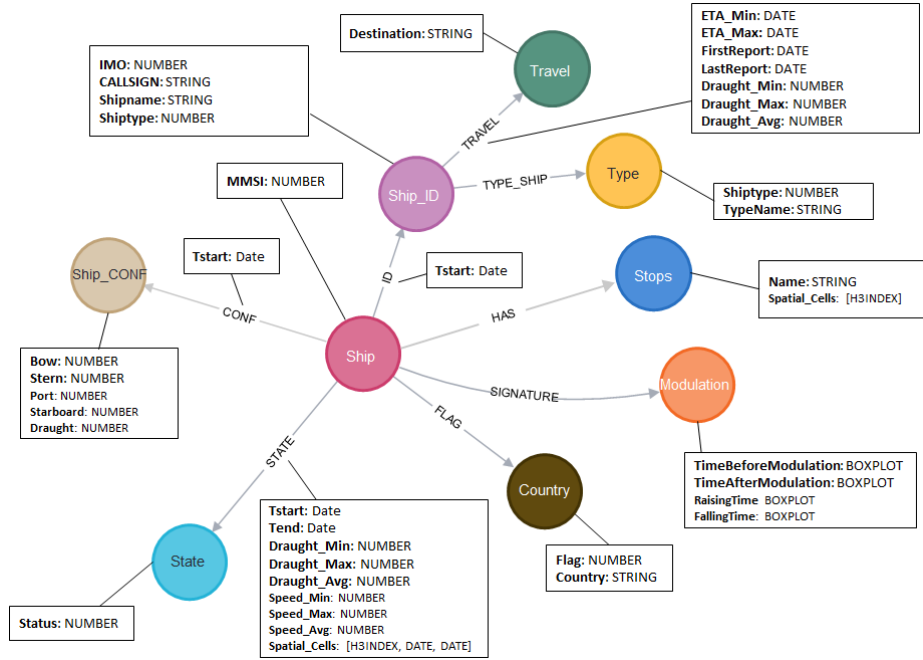 Destination: STRING
Travel
ETA_Min: DATE
ETA_Max: DATE
FirstReport: DATE
LastReport: DATE
Draught_Min: NUMBER
Draught_Max: NUMBER
Draught_Avg: NUMBER
IMO: NUMBER
CALLSIGN: STRING
Shipname: STRING
Shiptype: NUMBER
TRAVEL
MMSI: NUMBER
Ship_ID
TYPE_SHIP
Type
Shiptype: NUMBER
TypeName: STRING
Ship_CONF
Tstart: Date
ID
Tstart: Date
Stops
Name: STRING
Spatial_Cells: [H3INDEX]
CONF
HAS
Ship
Bow: NUMBER
Stern: NUMBER
Port: NUMBER
Starboard: NUMBER
Draught: NUMBER
SIGNATURE
Modulation
FLAG
STATE
TimeBeforeModulation: BOXPLOT
TimeAfterModulation: BOXPLOT
RaisingTime BOXPLOT
FallingTime: BOXPLOT
Country
Tstart: Date
Tend: Date
Draught_Min: NUMBER
Draught_Max: NUMBER
Draught_Avg: NUMBER
Speed_Min: NUMBER
Speed_Max: NUMBER
Speed_Avg: NUMBER
Spatial_Cells: [H3INDEX, DATE, DATE]
State
Flag: NUMBER
Country: STRING
Status: NUMBER